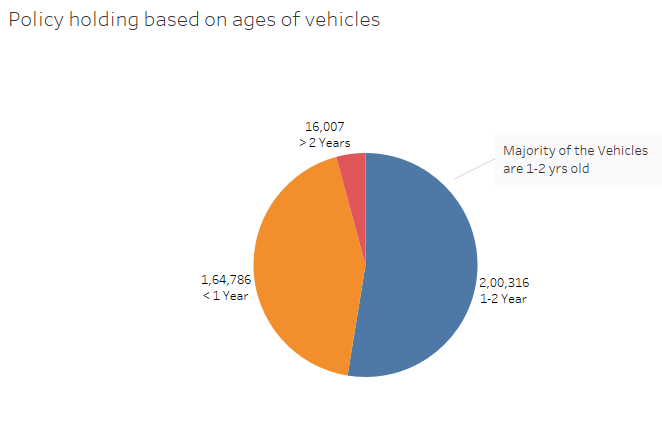 Policy holding based on ages of vehicles
16,007
> 2 Years
Majority of the Vehicles
are 1-2 yrs old
1,64,786
< 1 Year
2,00,316
1-2 Year